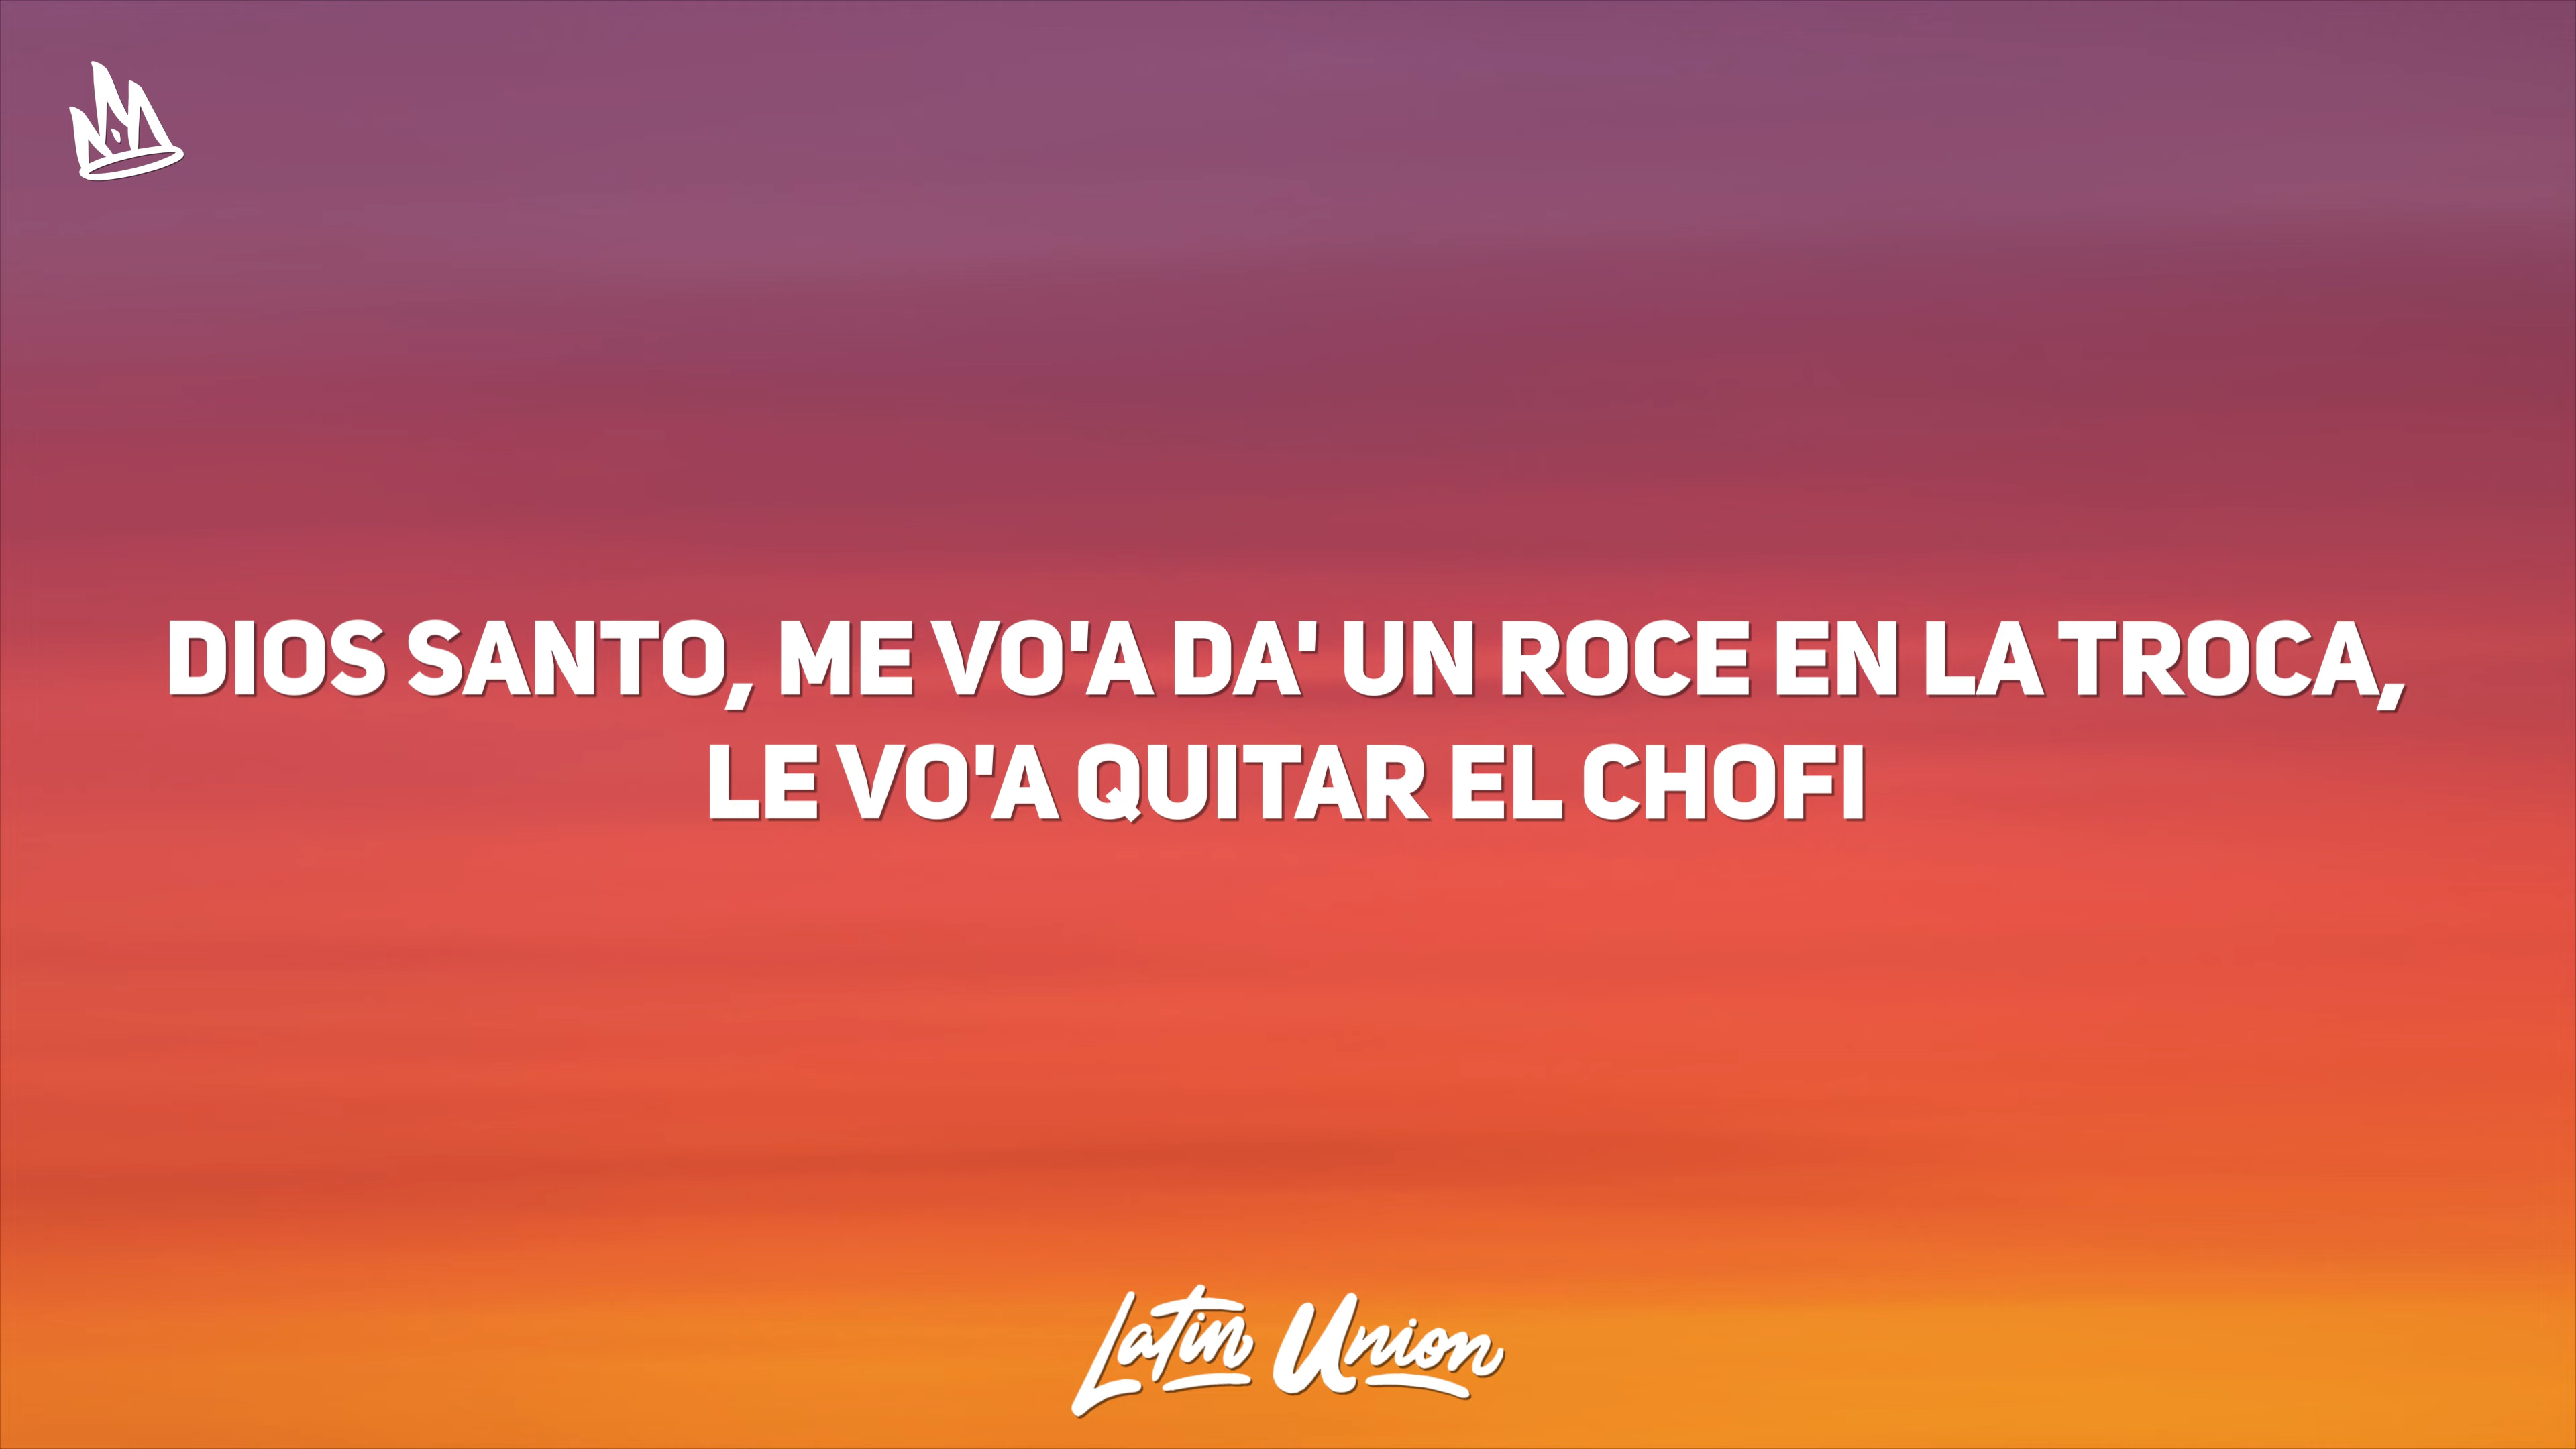 DIOS SANTO, ME VO'A DA' UN ROCE EN LA TROCA,
LE VO'A QUITAR EL CHOFI
Latin Union